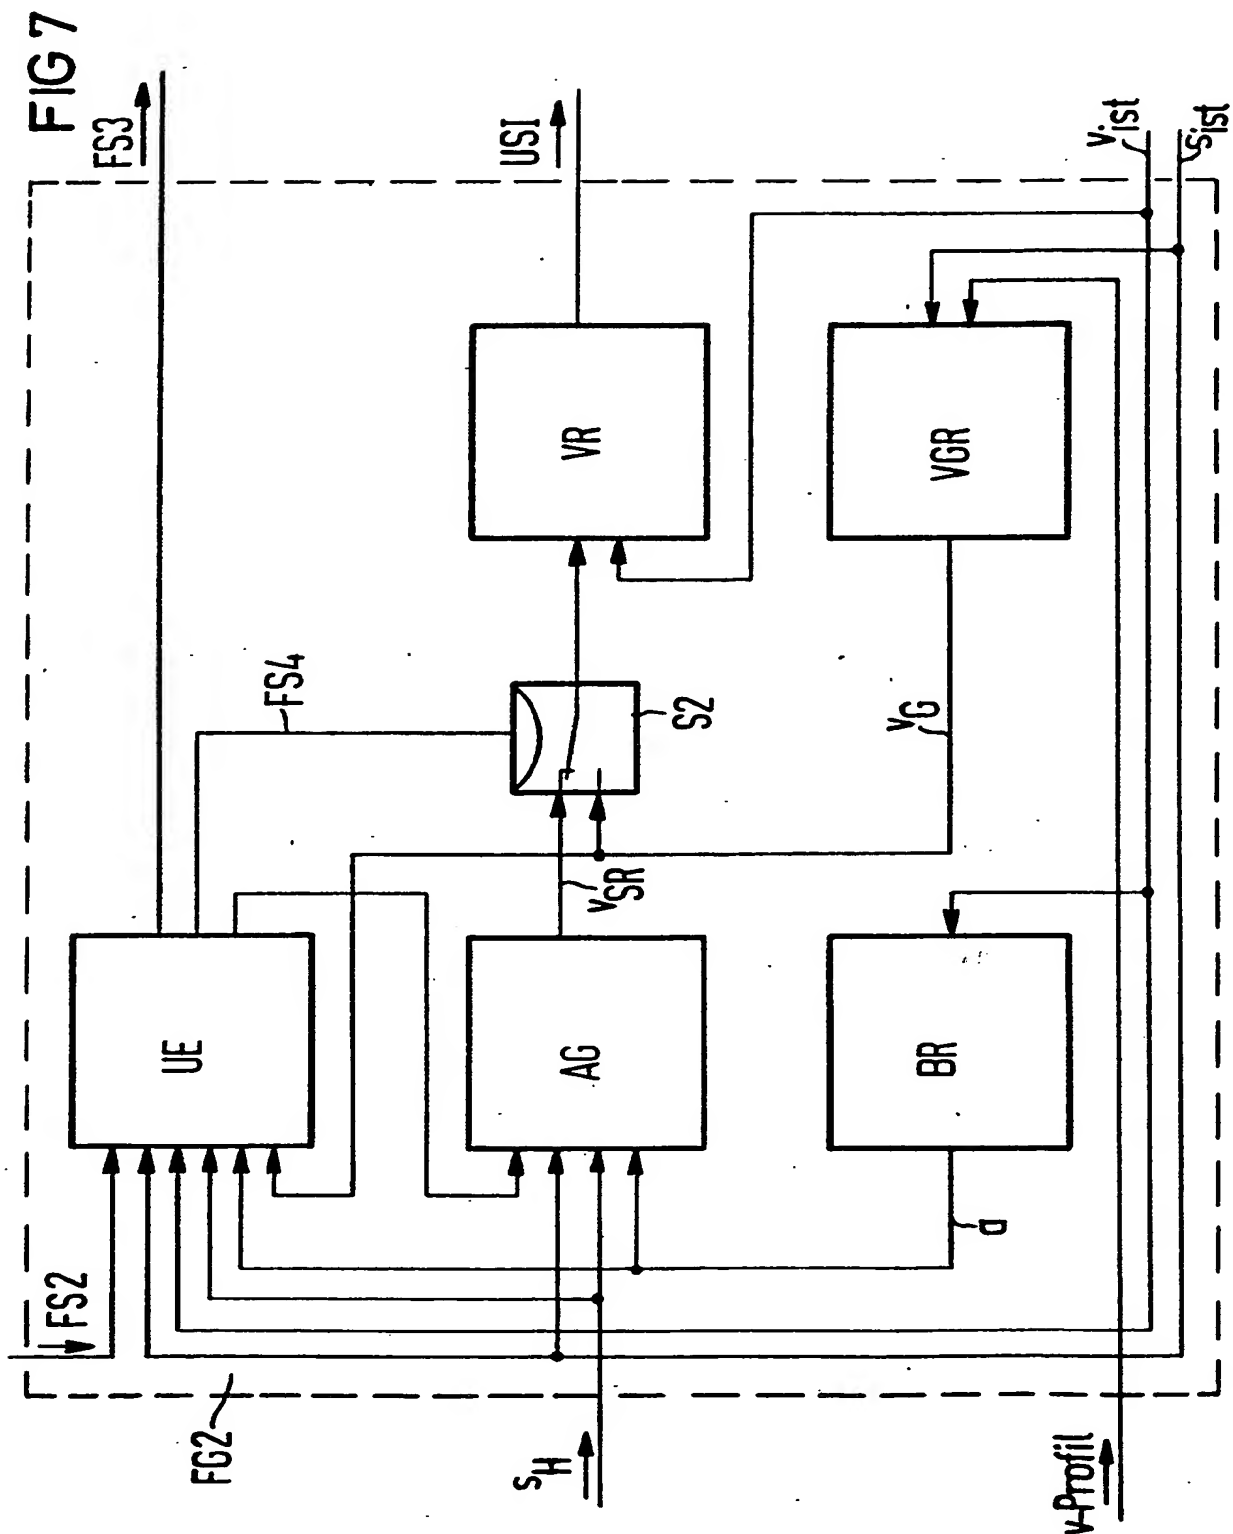 FIG 7
FS3
USI
v_ist
s_ist
VR
VGR
FS4
S2
v_G
v_SR
UE
AG
BR
a
FS2
FG2
s_H
v-Profil